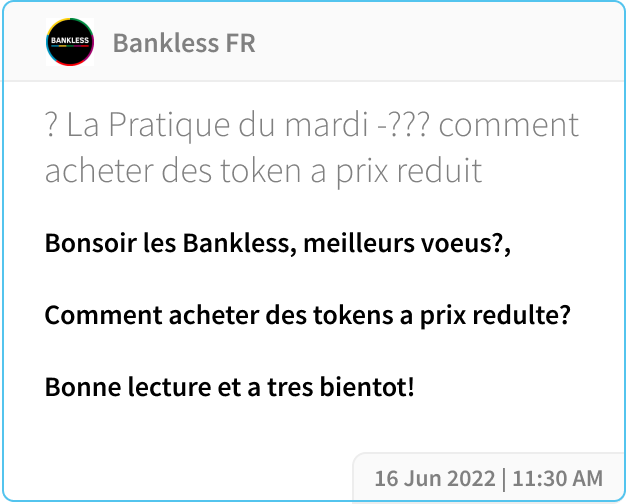 BANKLESS
Bankless FR
? La Pratique du mardi -??? comment
acheter des token a prix reduit
Bonsoir les Bankless, meilleurs voeus?,
Comment acheter des tokens a prix redulte?
Bonne lecture et a tres bientot!
16 Jun 2022 | 11:30 AM